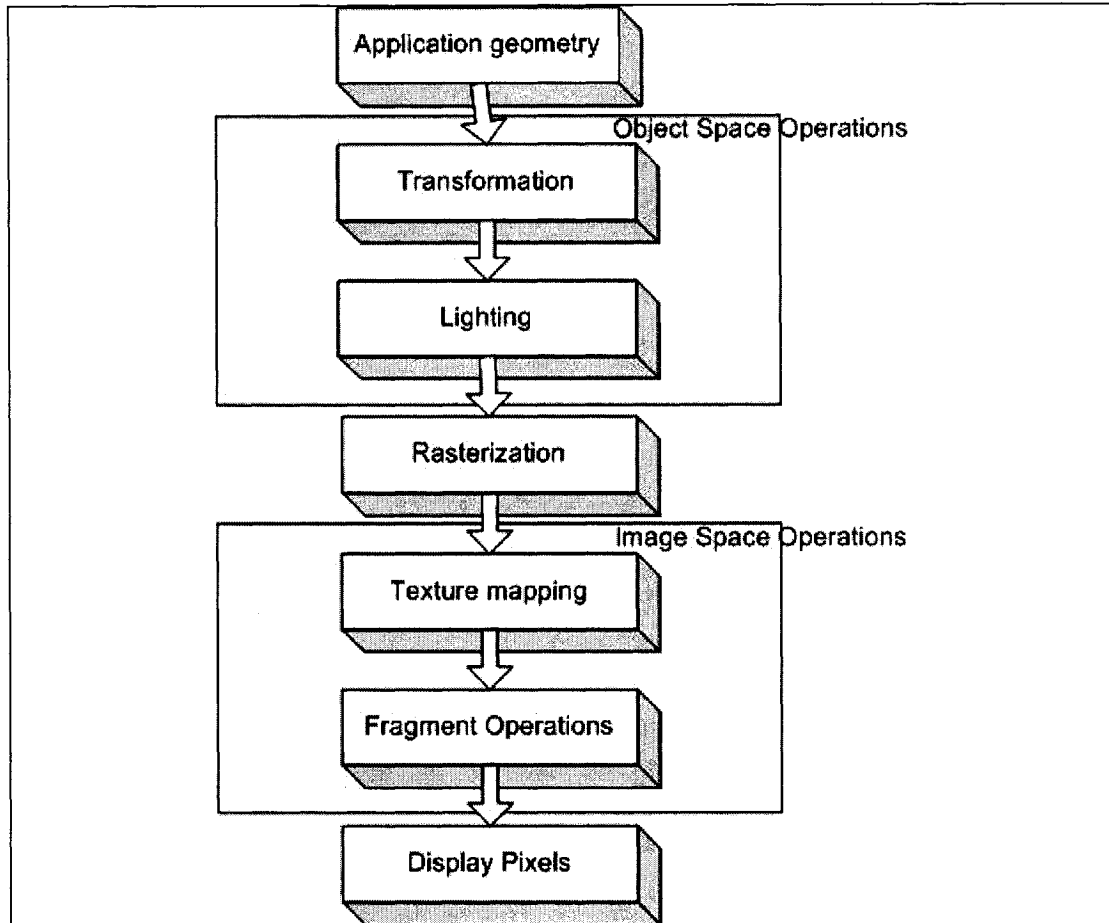 Application geometry
Object Space Operations
Transformation
Lighting
Rasterization
Image Space Operations
Texture mapping
Fragment Operations
Display Pixels